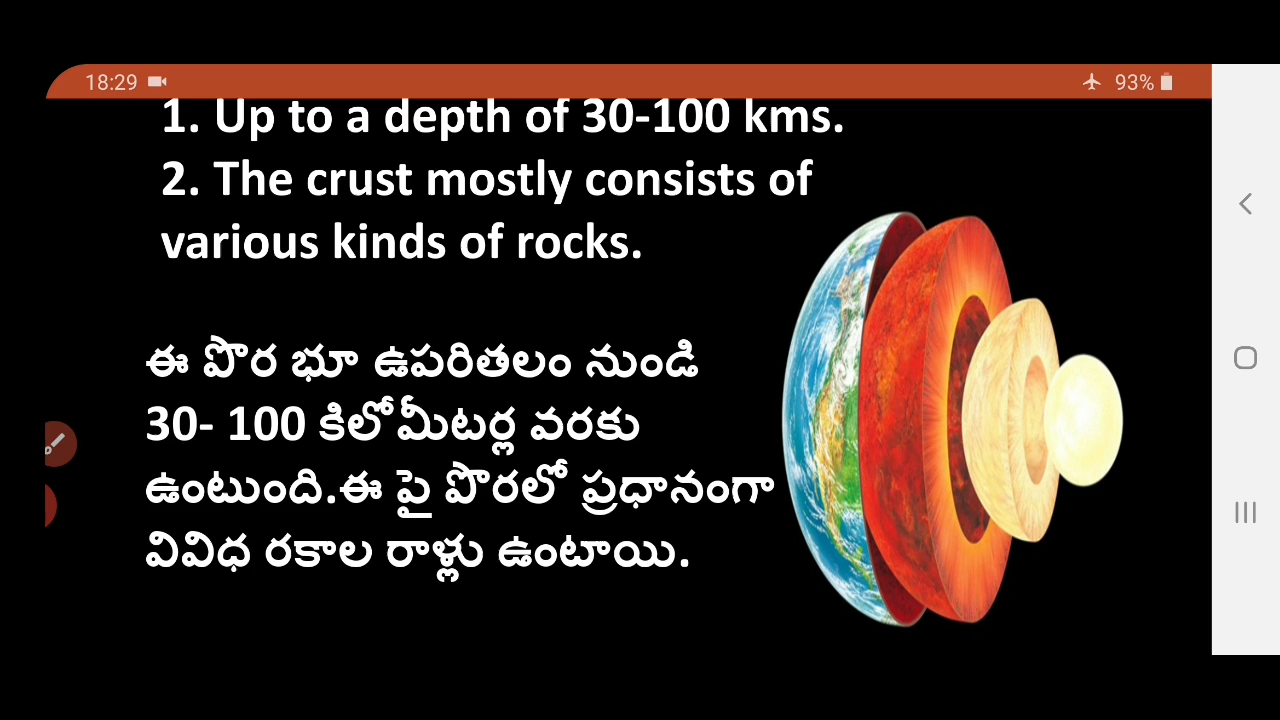 18:29 93%
1. Up to a depth of 30-100 kms.
2. The crust mostly consists of
various kinds of rocks.
ఈ పొర భూ ఉపరితలం నుండి
30- 100 కిలోమీటర్ల వరకు
ఉంటుంది.ఈ పై పొరలో ప్రధానంగా
వివిధ రకాల రాళ్లు ఉంటాయి.